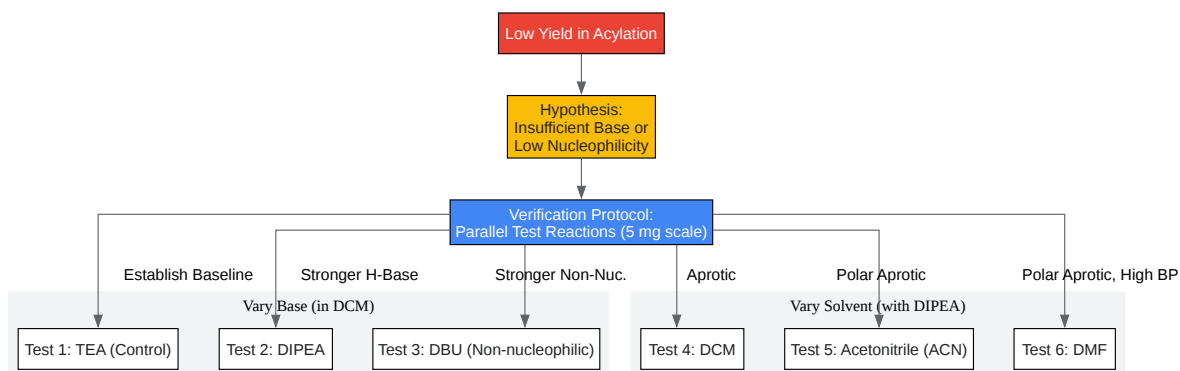 Low Yield in Acylation
Hypothesis:
Insufficient Base or
Low Nucleophilicity
Verification Protocol:
Parallel Test Reactions (5 mg scale)
Establish Baseline
Stronger H-Base
Stronger Non-Nuc.
Aprotic
Polar Aprotic
Polar Aprotic, High BP
Vary Base (in DCM)
Vary Solvent (with DIPEA)
Test 1: TEA (Control)
Test 2: DIPEA
Test 3: DBU (Non-nucleophilic)
Test 4: DCM
Test 5: Acetonitrile (ACN)
Test 6: DMF